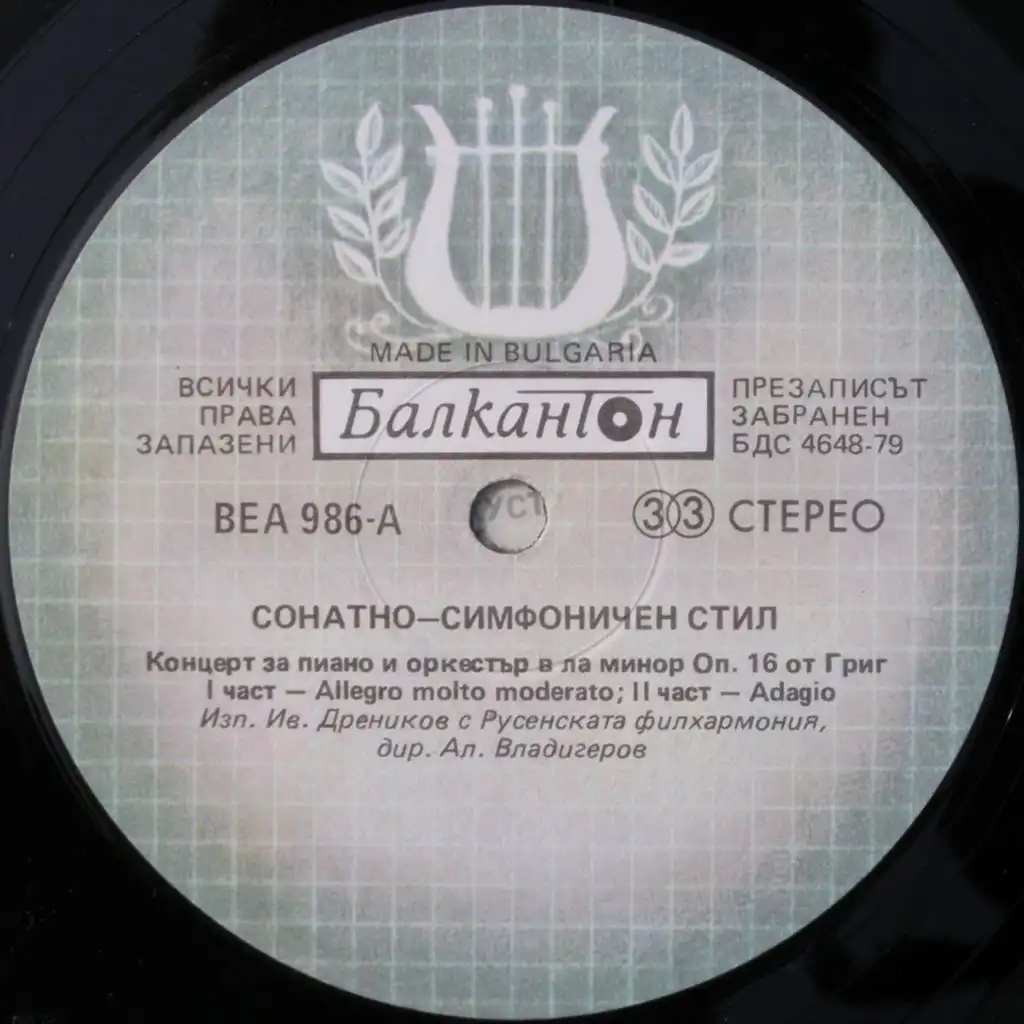 MADE IN BULGARIA
ВСИЧКИ
ПРАВА
ЗАПАЗЕНИ
Балкантон
ПРЕЗАПИСЪТ
ЗАБРАНЕН
БДС 4648-79
ВЕА 986-А
УСТ
33 СТЕРЕО
СОНАТНО—СИМФОНИЧЕН СТИЛ
Концерт за пиано и оркестър в ла минор Оп. 16 от Григ
I част — Allegro molto moderato; II част — Adagio
Изп. Ив. Дреников с Русенската филхармония,
дир. Ал. Владигеров